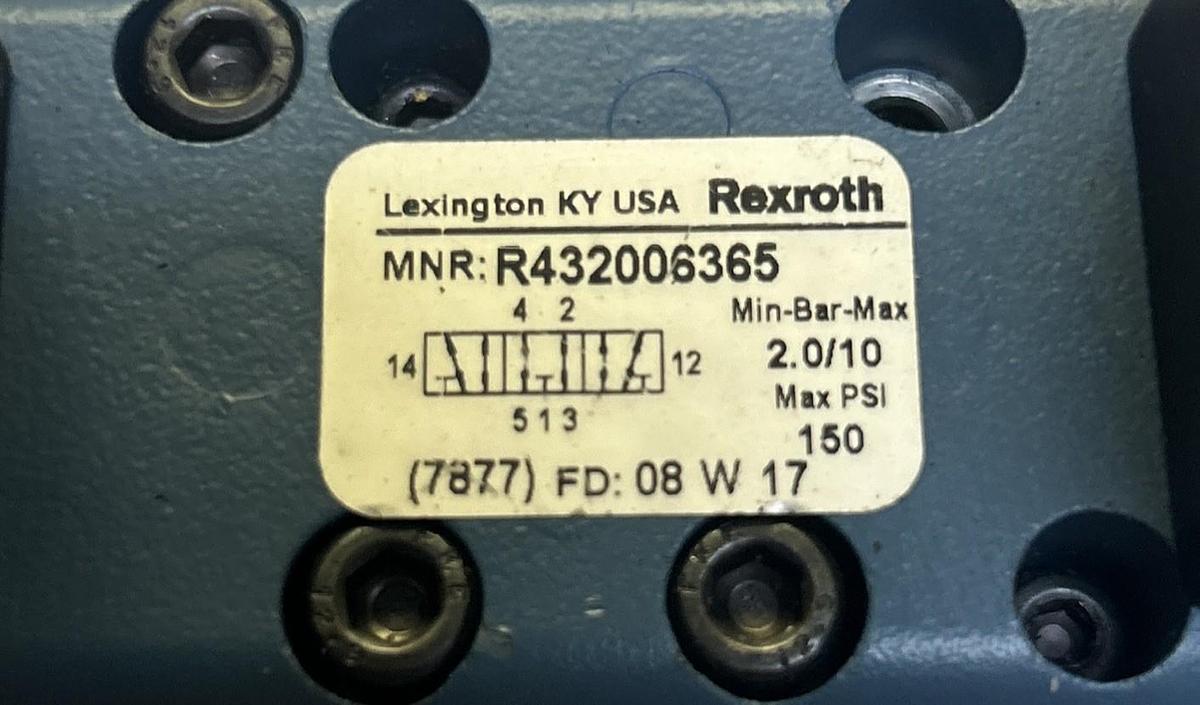 Lexington KY USA Rexroth
MNR: R432006365
4 2
Min-Bar-Max
14
12
2.0/10
Max PSI
5 1 3
150
(7877) FD: 08 W 17